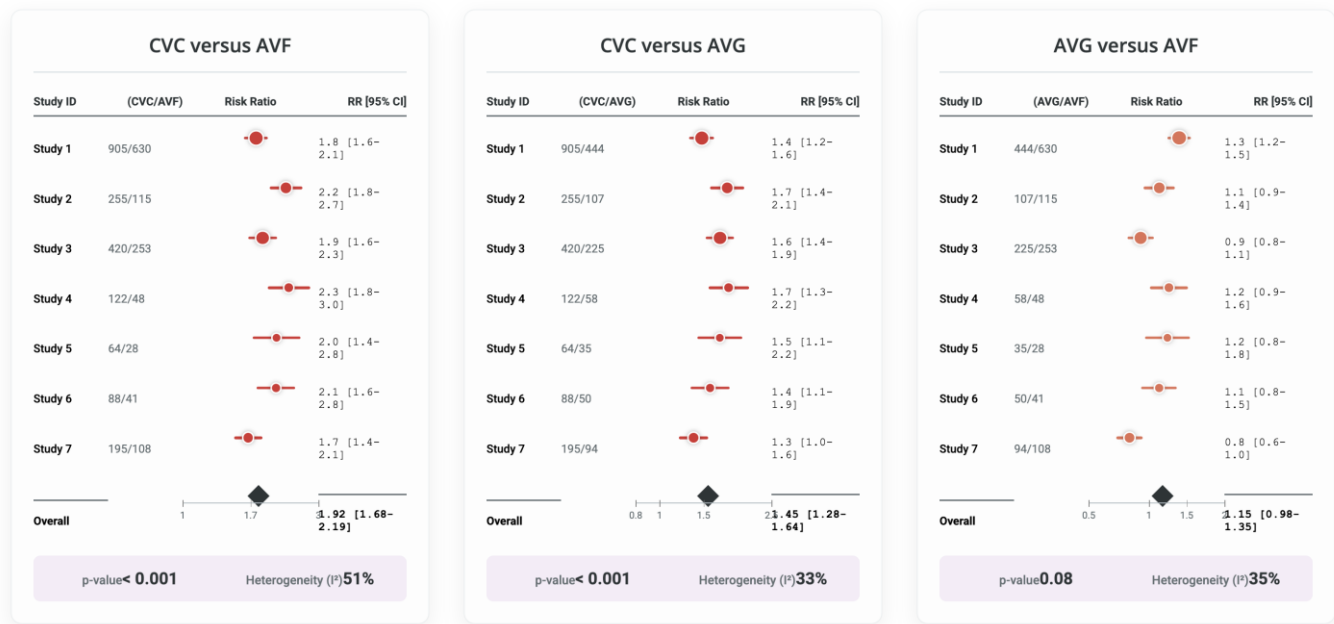 CVC versus AVF
Study ID (CVC/AVF) Risk Ratio RR [95% CI]
Study 1 905/630 1.8 [1.6-
2.1]
Study 2 255/115 2.2 [1.8-
2.7]
Study 3 420/253 1.9 [1.6-
2.3]
Study 4 122/48 2.3 [1.8-
3.0]
Study 5 64/28 2.0 [1.4-
2.8]
Study 6 88/41 2.1 [1.6-
2.8]
Study 7 195/108 1.7 [1.4-
2.1]
1 1.7 3
Overall 1.92 [1.68-
2.19]
p-value< 0.001 Heterogeneity (I²)51%
CVC versus AVG
Study ID (CVC/AVG) Risk Ratio RR [95% CI]
Study 1 905/444 1.4 [1.2-
1.6]
Study 2 255/107 1.7 [1.4-
2.1]
Study 3 420/225 1.6 [1.4-
1.9]
Study 4 122/58 1.7 [1.3-
2.2]
Study 5 64/35 1.5 [1.1-
2.2]
Study 6 88/50 1.4 [1.1-
1.9]
Study 7 195/94 1.3 [1.0-
1.6]
0.8 1 1.5
Overall 1.45 [1.28-
1.64]
p-value< 0.001 Heterogeneity (I²)33%
AVG versus AVF
Study ID (AVG/AVF) Risk Ratio RR [95% CI]
Study 1 444/630 1.3 [1.2-
1.5]
Study 2 107/115 1.1 [0.9-
1.4]
Study 3 225/253 0.9 [0.8-
1.1]
Study 4 58/48 1.2 [0.9-
1.6]
Study 5 35/28 1.2 [0.8-
1.8]
Study 6 50/41 1.1 [0.8-
1.5]
Study 7 94/108 0.8 [0.6-
1.0]
0.5 1 1.5 2
Overall 1.15 [0.98-
1.35]
p-value0.08 Heterogeneity (I²)35%